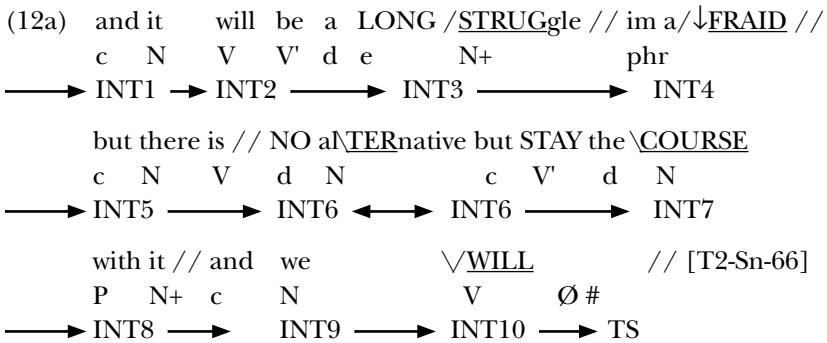 (12a) and it will be a LONG /STRUGgle // im a/↓FRAID //
c N V V' d e N+ phr
⟶ INT1 ⟶ INT2 ⟶ INT3 ⟶ INT4
but there is // NO al\TERnative but STAY the \COURSE
c N V d N c V' d N
⟶ INT5 ⟶ INT6 ⟷ INT6 ⟶ INT7
with it // and we \/WILL // [T2-Sn-66]
P N+ c N V Ø #
⟶ INT8 ⟶ INT9 ⟶ INT10 ⟶ TS